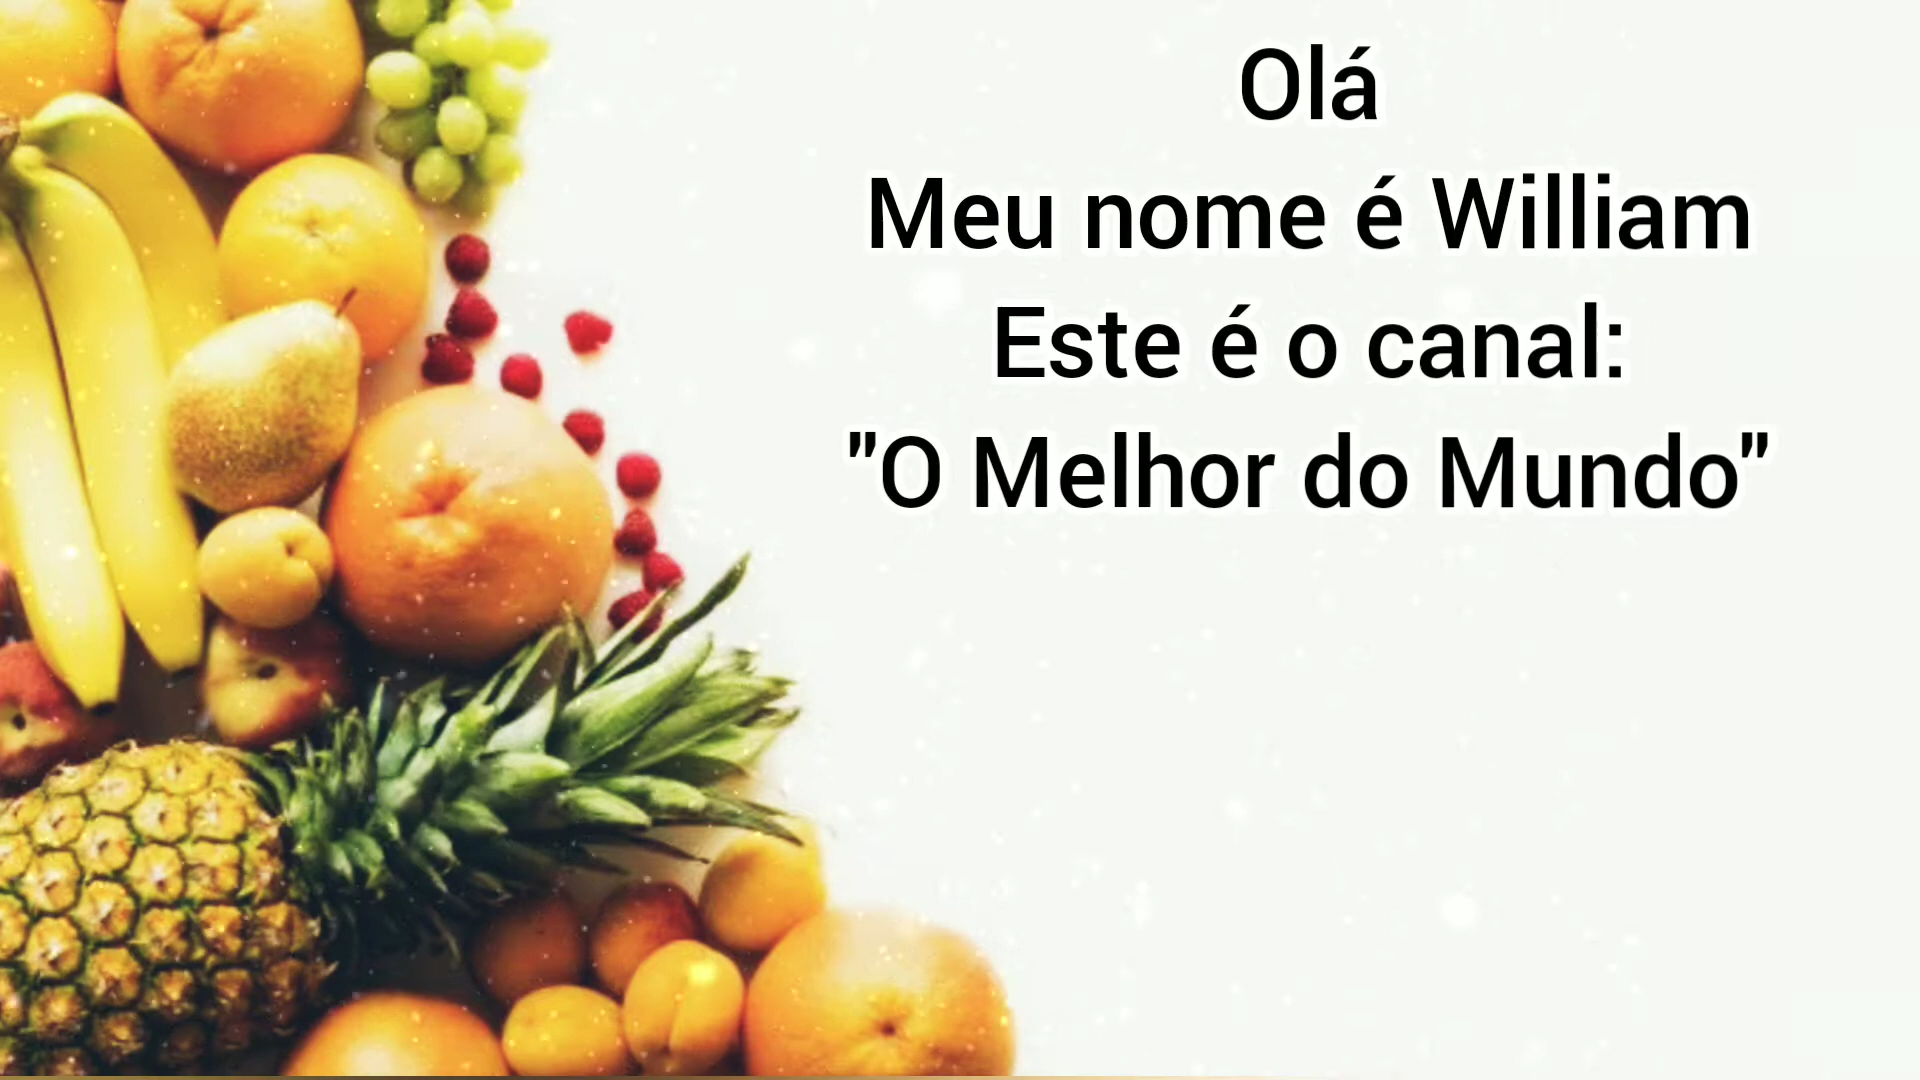 Olá
Meu nome é William
Este é o canal:
"O Melhor do Mundo"